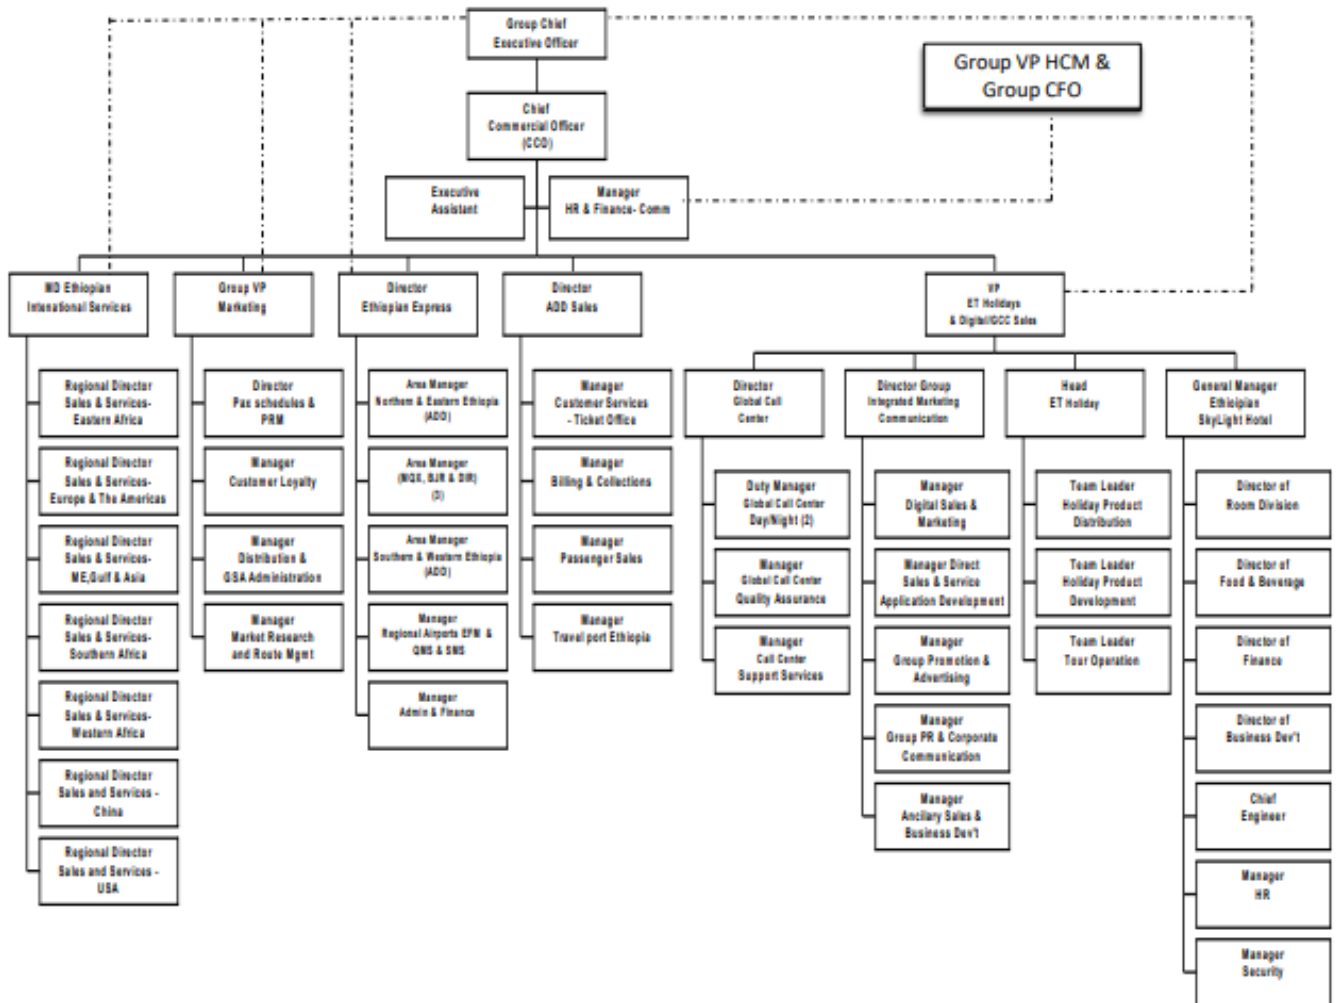 Group Chief
Executive Officer
Group VP HCM &
Group CFO
Chief
Commercial Officer
(CCO)
Executive
Assistant
Manager
HR & Finance- Comm
MD Ethiopian
Intenational Services
Group VP
Marketing
Director
Ethiopian Express
Director
ADD Sales
VP
ET Holidays
& Digital/GCC Sales
Regional Director
Sales & Services-
Eastern Africa
Regional Director
Sales & Services-
Europe & The Americas
Regional Director
Sales & Services-
ME,Gulf & Asia
Regional Director
Sales & Services-
Southern Africa
Regional Director
Sales & Services-
Western Africa
Regional Director
Sales and Services -
China
Regional Director
Sales and Services -
USA
Director
Pax schedules &
PRM
Manager
Customer Loyalty
Manager
Distribution &
GSA Administration
Manager
Market Research
and Route Mgmt
Area Manager
Northern & Eastern Ethiopia
(ADD)
Area Manager
(MQX, BJR & DIR)
(3)
Area Manager
Southern & Western Ethiopia
(ADD)
Manager
Regional Airports EFM &
QMS & SMS
Manager
Admin & Finance
Manager
Customer Services
- Ticket Office
Manager
Billing & Collections
Manager
Passenger Sales
Manager
Travel port Ethiopia
Director
Global Call
Center
Duty Manager
Global Call Center
Day/Night (2)
Manager
Global Call Center
Quality Assurance
Manager
Call Center
Support Services
Director Group
Integrated Marketing
Communication
Manager
Digital Sales &
Marketing
Manager Direct
Sales & Service
Application Development
Manager
Group Promotion &
Advertising
Manager
Group PR & Corporate
Communication
Manager
Ancilary Sales &
Business Dev't
Head
ET Holiday
Team Leader
Holiday Product
Distribution
Team Leader
Holiday Product
Development
Team Leader
Tour Operation
General Manager
Ethioipian
SkyLight Hotel
Director of
Room Division
Director of
Food & Beverage
Director of
Finance
Director of
Business Dev't
Chief
Engineer
Manager
HR
Manager
Security